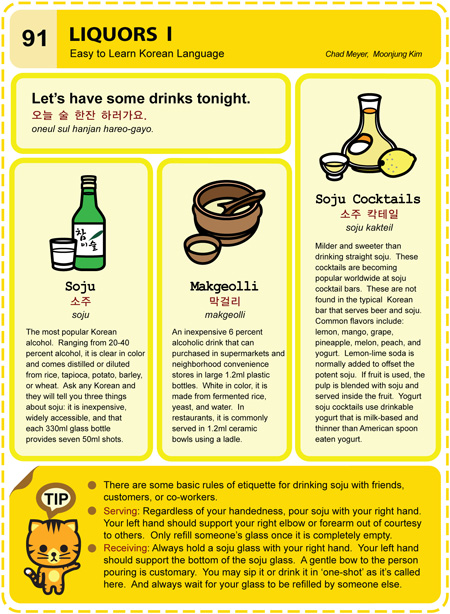 91
LIQUORS I
Easy to Learn Korean Language
Chad Meyer, Moonjung Kim
Let's have some drinks tonight.
오늘 술 한잔 하러가요.
oneul sul hanjan hareo-gayo.
참
이슬
Soju
소주
soju
The most popular Korean
alcohol. Ranging from 20-40
percent alcohol, it is clear in color
and comes distilled or diluted
from rice, tapioca, potato, barley,
or wheat. Ask any Korean and
they will tell you three things
about soju: it is inexpensive,
widely accessible, and that
each 330ml glass bottle
provides seven 50ml shots.
Makgeolli
막걸리
makgeolli
An inexpensive 6 percent
alcoholic drink that can
purchased in supermarkets and
neighborhood convenience
stores in large 1.2ml plastic
bottles. White in color, it is
made from fermented rice,
yeast, and water. In
restaurants, it is commonly
served in 1.2ml ceramic
bowls using a ladle.
Soju Cocktails
소주 칵테일
soju kakteil
Milder and sweeter than
drinking straight soju. These
cocktails are becoming
popular worldwide at soju
cocktail bars. These are not
found in the typical Korean
bar that serves beer and soju.
Common flavors include:
lemon, mango, grape,
pineapple, melon, peach, and
yogurt. Lemon-lime soda is
normally added to offset the
potent soju. If fruit is used, the
pulp is blended with soju and
served inside the fruit. Yogurt
soju cocktails use drinkable
yogurt that is milk-based and
thinner than American spoon
eaten yogurt.
TIP
There are some basic rules of etiquette for drinking soju with friends,
customers, or co-workers.
Serving: Regardless of your handedness, pour soju with your right hand.
Your left hand should support your right elbow or forearm out of courtesy
to others. Only refill someone's glass once it is completely empty.
Receiving: Always hold a soju glass with your right hand. Your left hand
should support the bottom of the soju glass. A gentle bow to the person
pouring is customary. You may sip it or drink it in 'one-shot' as it's called
here. And always wait for your glass to be refilled by someone else.